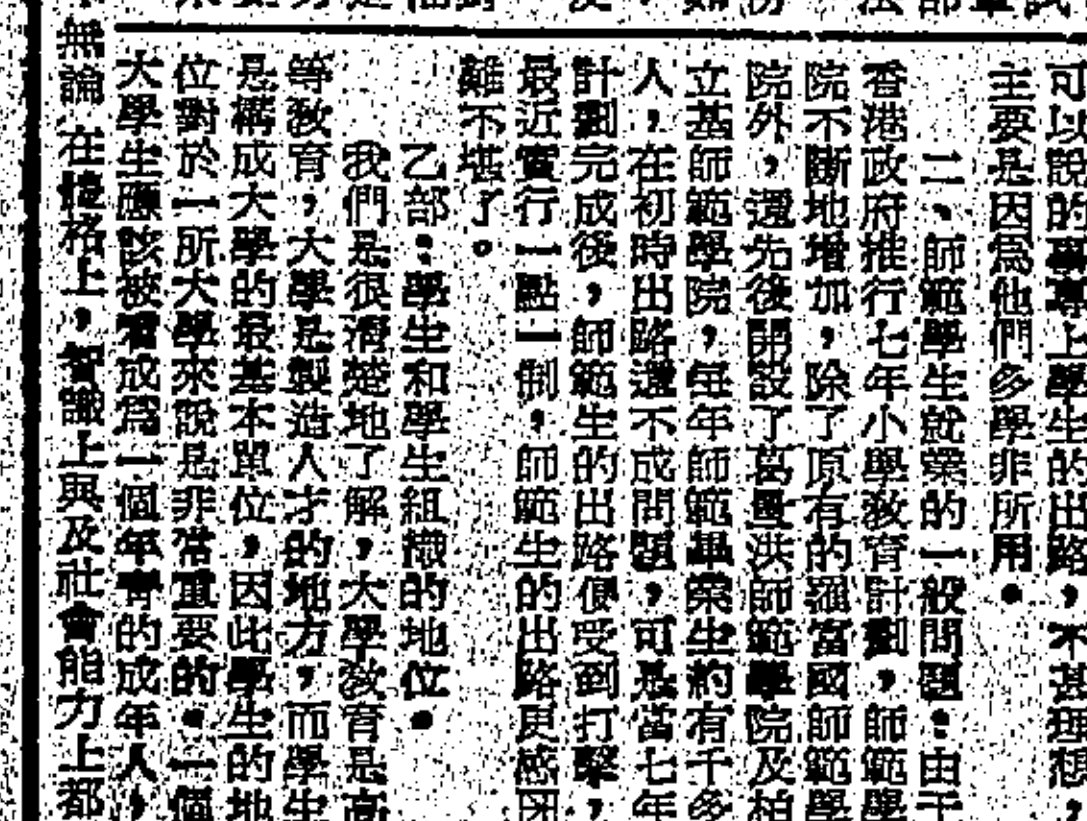 可以說的專上學生的出路，不甚理想，
主要是因為他們多學非所用。
二、師範學生就業的一般問題：由于
香港政府推行七年小學教育計劃，師範學
院不斷地增加，除了原有的羅富國師範學
院外，還先後開設了葛量洪師範學院及柏
立基師範學院，每年師範畢業生約有千多
人，在初時出路還不成問題，可是當七年
計劃完成後，師範生的出路便受到打擊，
最近實行一點一制，師範生的出路更感困
難不堪了。
乙部：學生和學生組織的地位。
我們是很清楚地了解，大學教育是高
等教育，大學是製造人才的地方，而學生
是構成大學的最基本單位，因此學生的地
位對於一所大學來說是非常重要的。一個
大學生應該被看成為一個年青的成年人，
無論在性格上，智識上與及社會能力上都